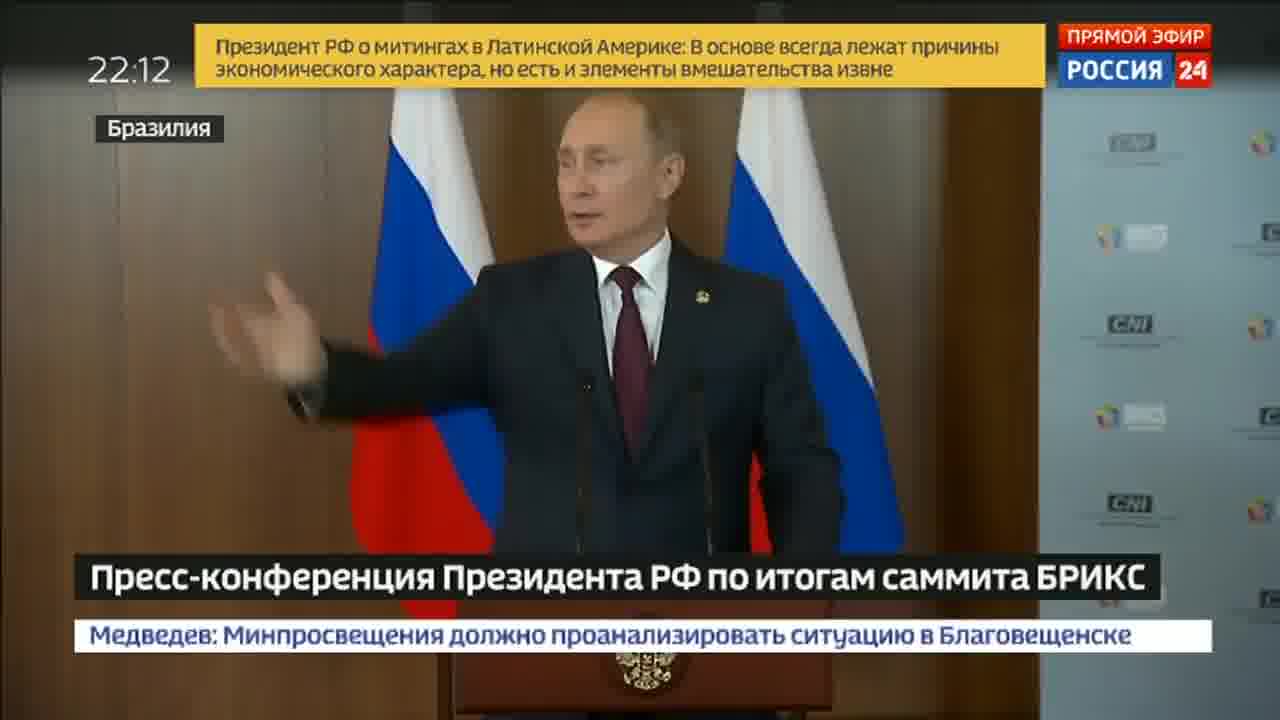 22:12
Президент РФ о митингах в Латинской Америке: В основе всегда лежат причины
экономического характера, но есть и элементы вмешательства извне
ПРЯМОЙ ЭФИР
РОССИЯ 24
Бразилия
CNI
CNI
CNI
Пресс-конференция Президента РФ по итогам саммита БРИКС
Медведев: Минпросвещения должно проанализировать ситуацию в Благовещенске